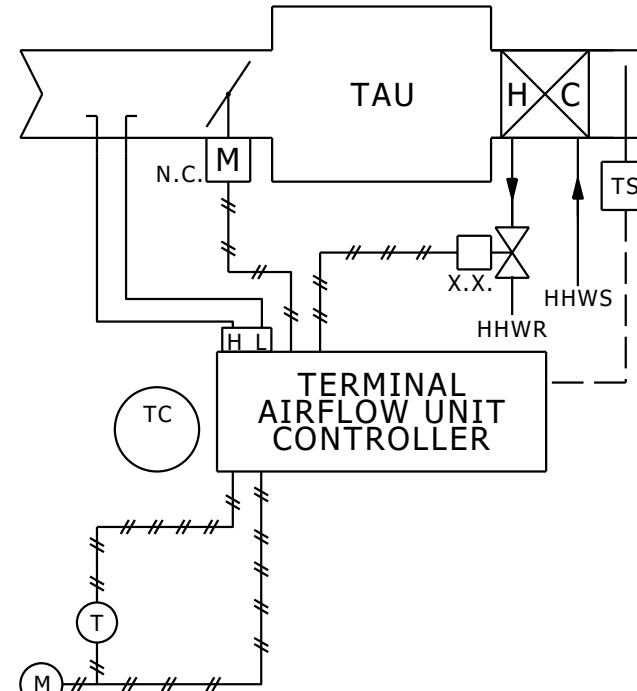 TAU
H C
M
N.C.
TS
X.X.
HHWS
HHWR
H L
TERMINAL
AIRFLOW UNIT
CONTROLLER
TC
T
M